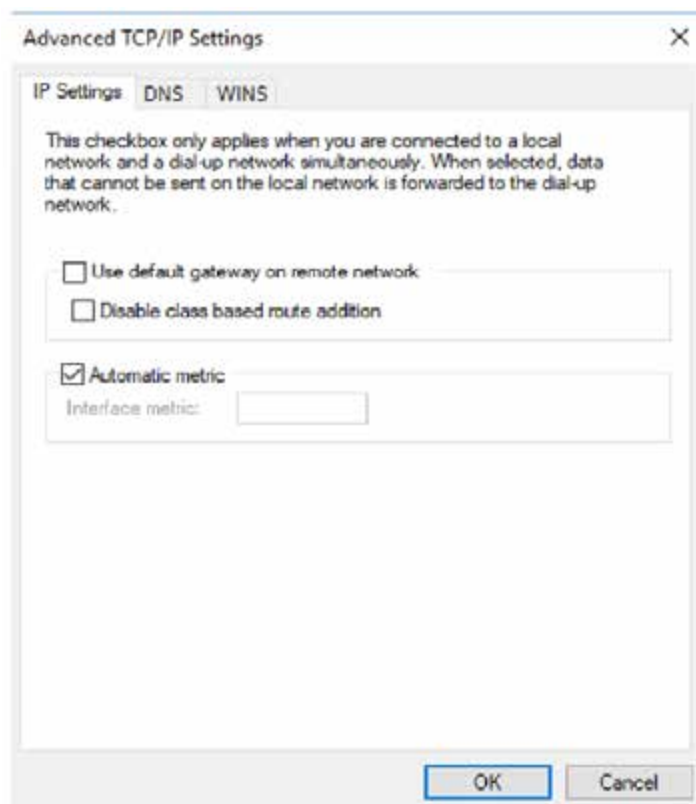 Advanced TCP/IP Settings
IP Settings DNS WINS
This checkbox only applies when you are connected to a local
network and a dial-up network simultaneously. When selected, data
that cannot be sent on the local network is forwarded to the dial-up
network.
Use default gateway on remote network
Disable class based route addition
Automatic metric
Interface metric:
OK Cancel